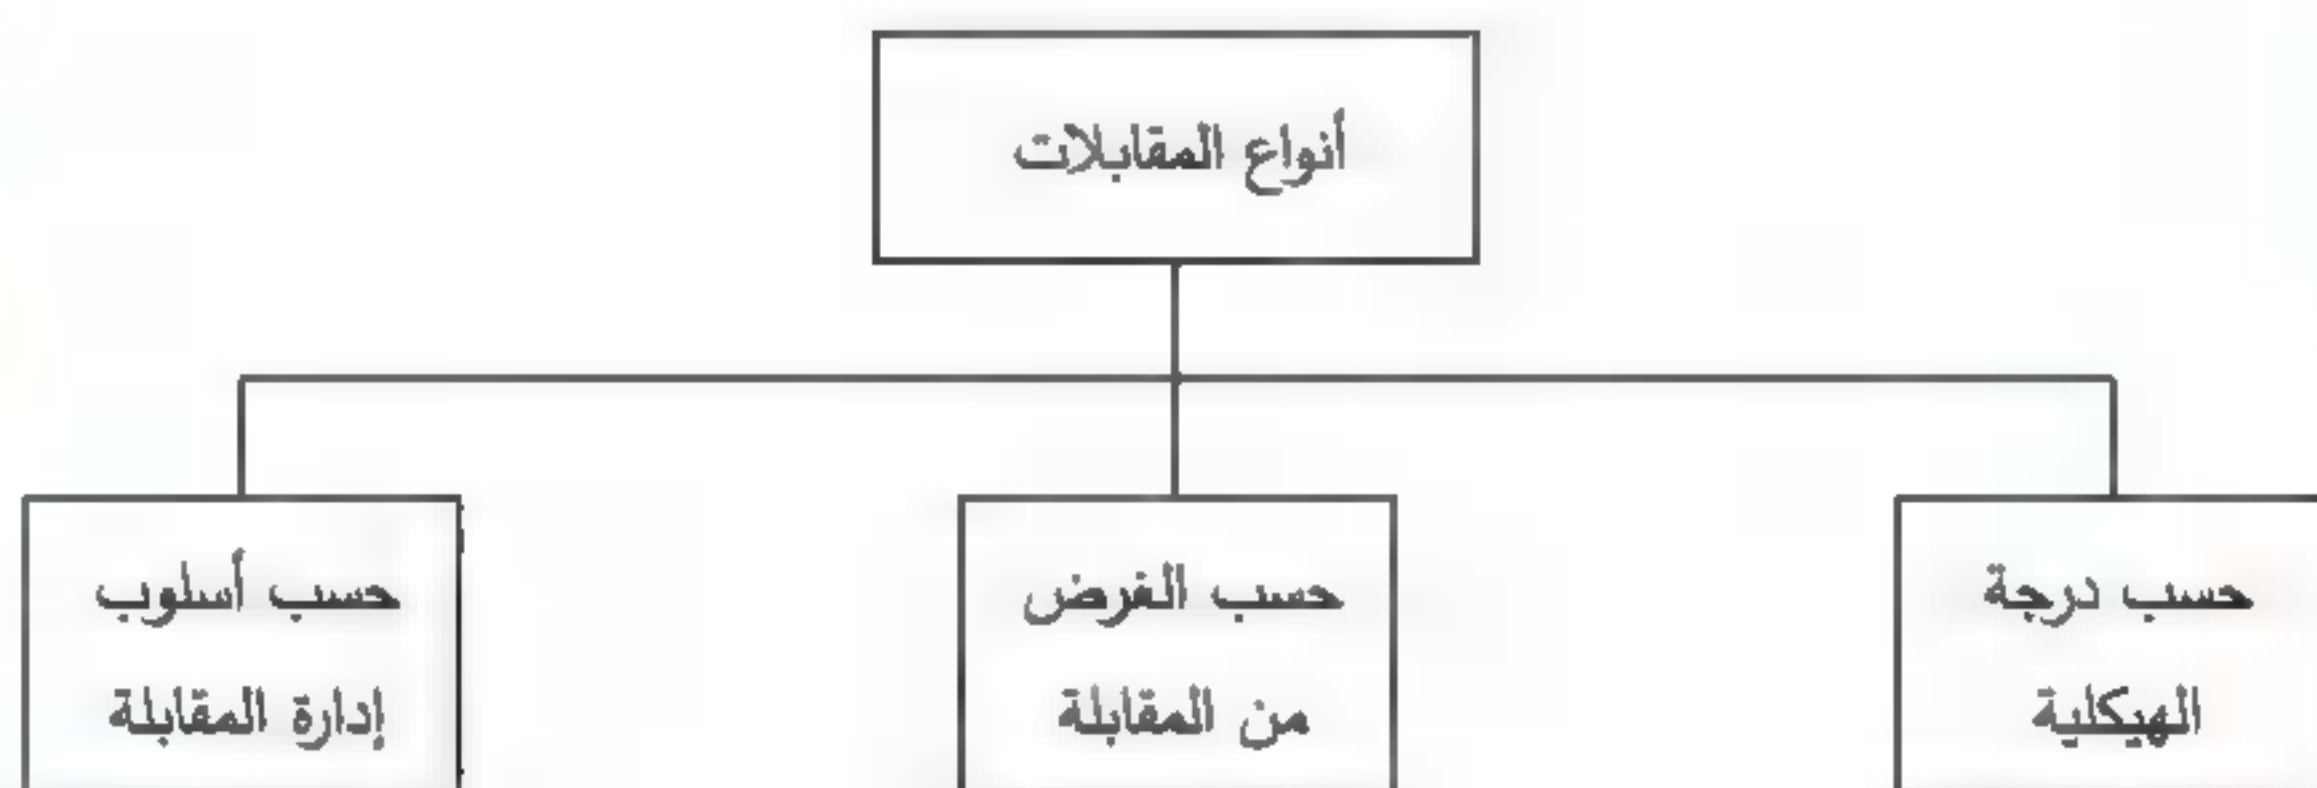 أنواع المقابلات
حسب درجة
الهيكلية
حسب الغرض
من المقابلة
حسب أسلوب
إدارة المقابلة